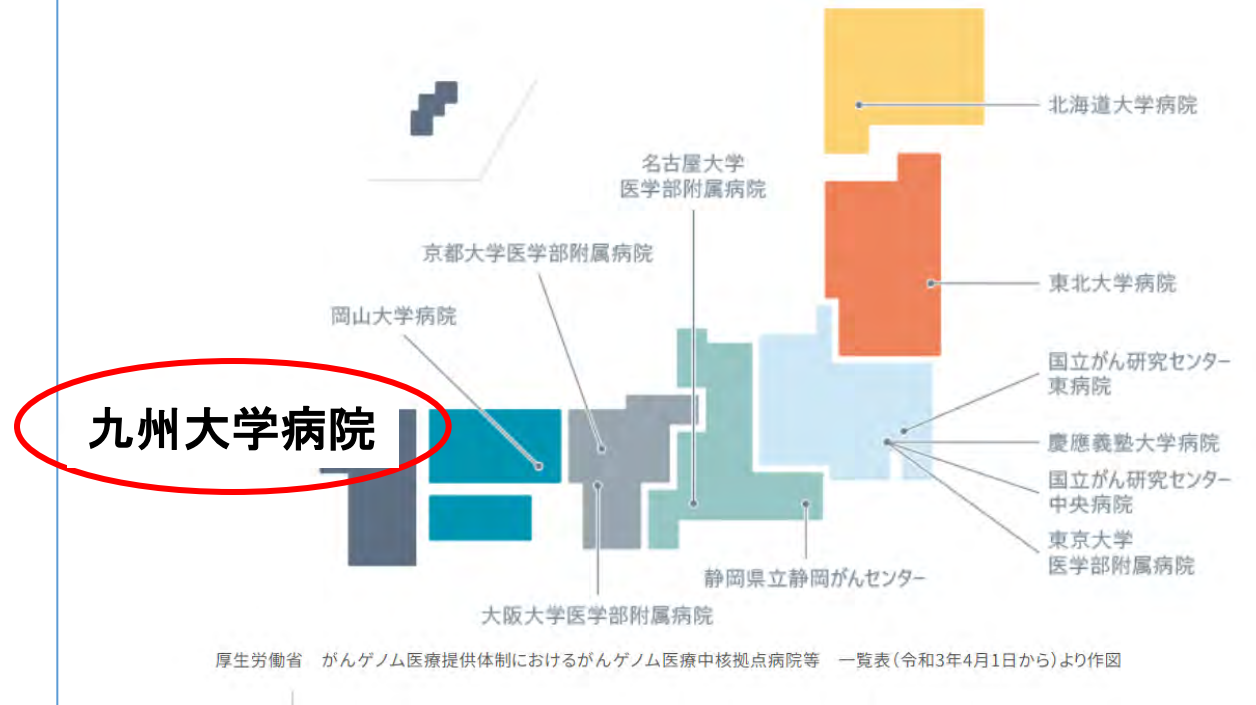 北海道大学病院
名古屋大学
医学部附属病院
京都大学医学部附属病院
東北大学病院
岡山大学病院
国立がん研究センター
東病院
九州大学病院
慶應義塾大学病院
国立がん研究センター
中央病院
東京大学
医学部附属病院
静岡県立静岡がんセンター
大阪大学医学部附属病院
厚生労働省　がんゲノム医療提供体制におけるがんゲノム医療中核拠点病院等　一覧表(令和3年4月1日から)より作図